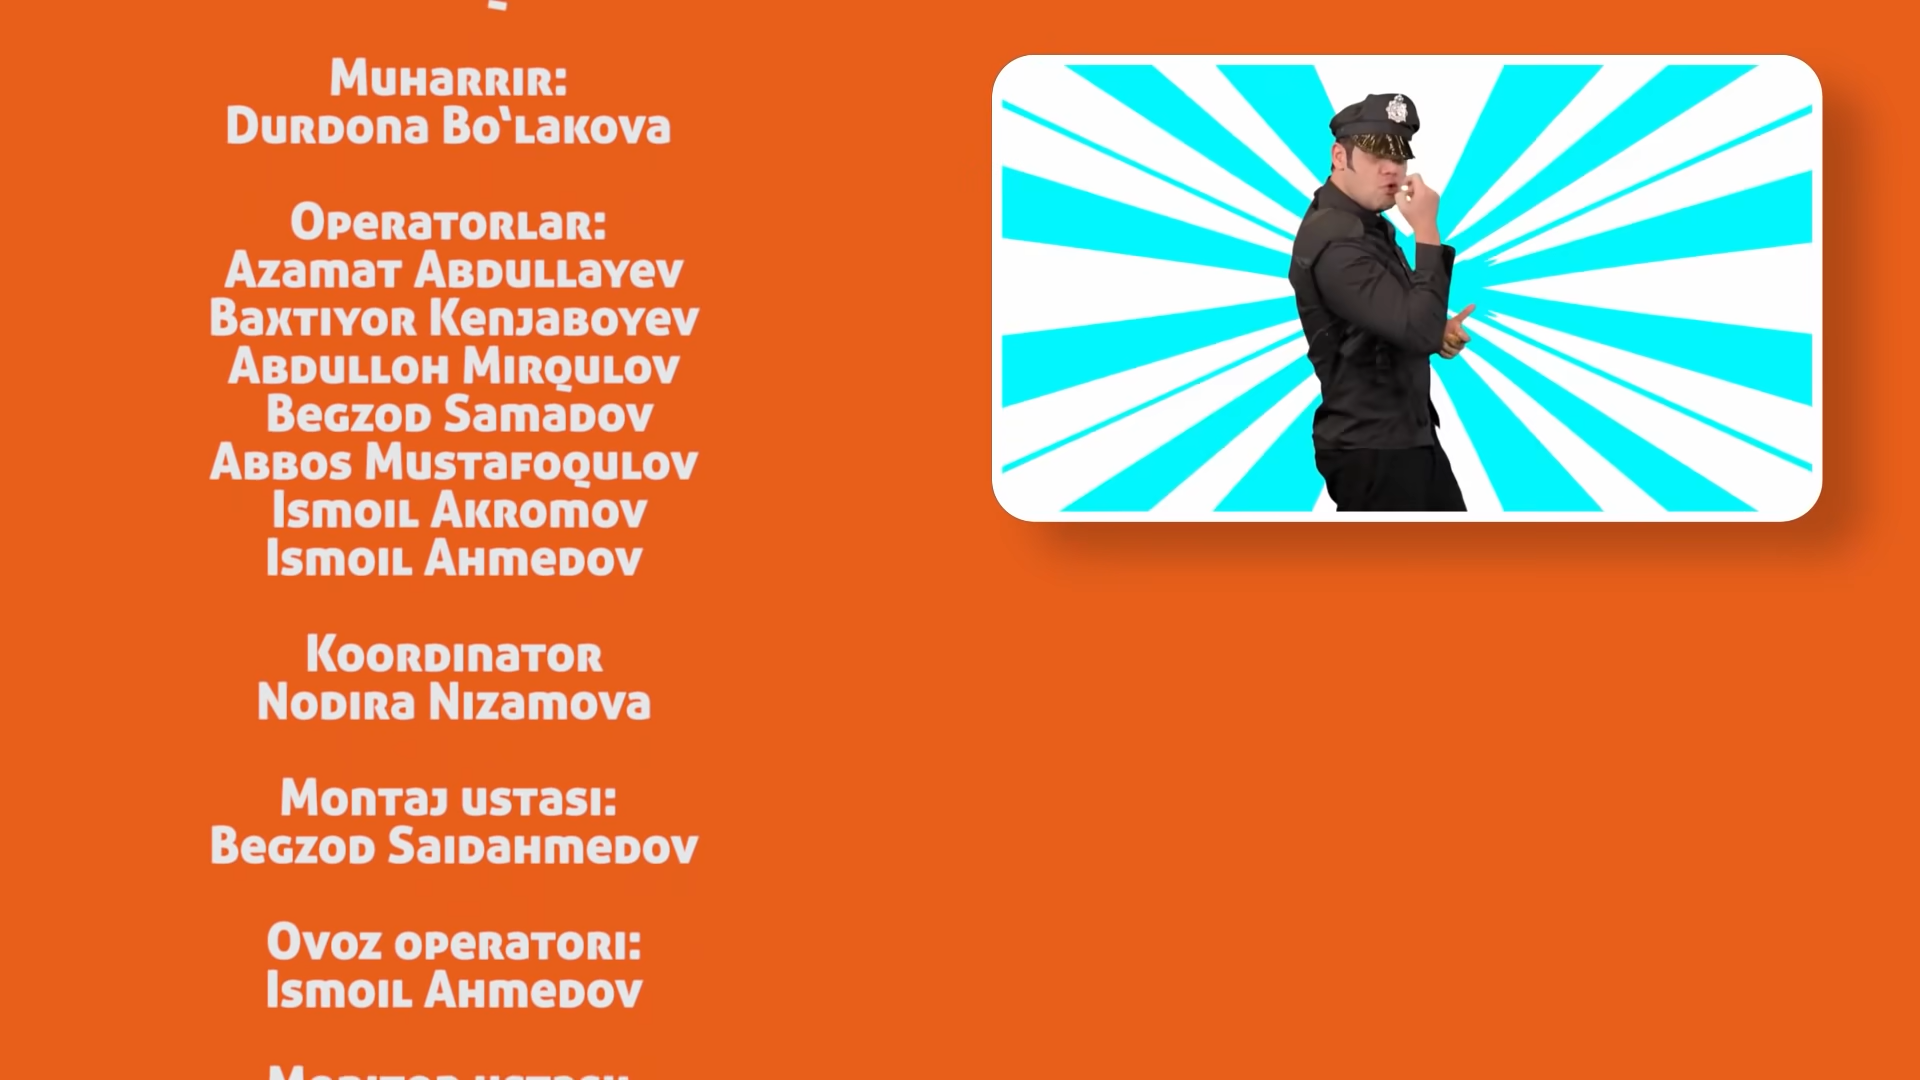 Muharrir:
Durdona Bo‘lakova
Operatorlar:
Azamat Abdullayev
Baxtiyor Kenjaboyev
Abdulloh Mirqulov
Begzod Samadov
Abbos Mustafoqulov
Ismoil Akromov
Ismoil Ahmedov
Koordinator
Nodira Nizamova
Montaj ustasi:
Begzod Saidahmedov
Ovoz operatori:
Ismoil Ahmedov